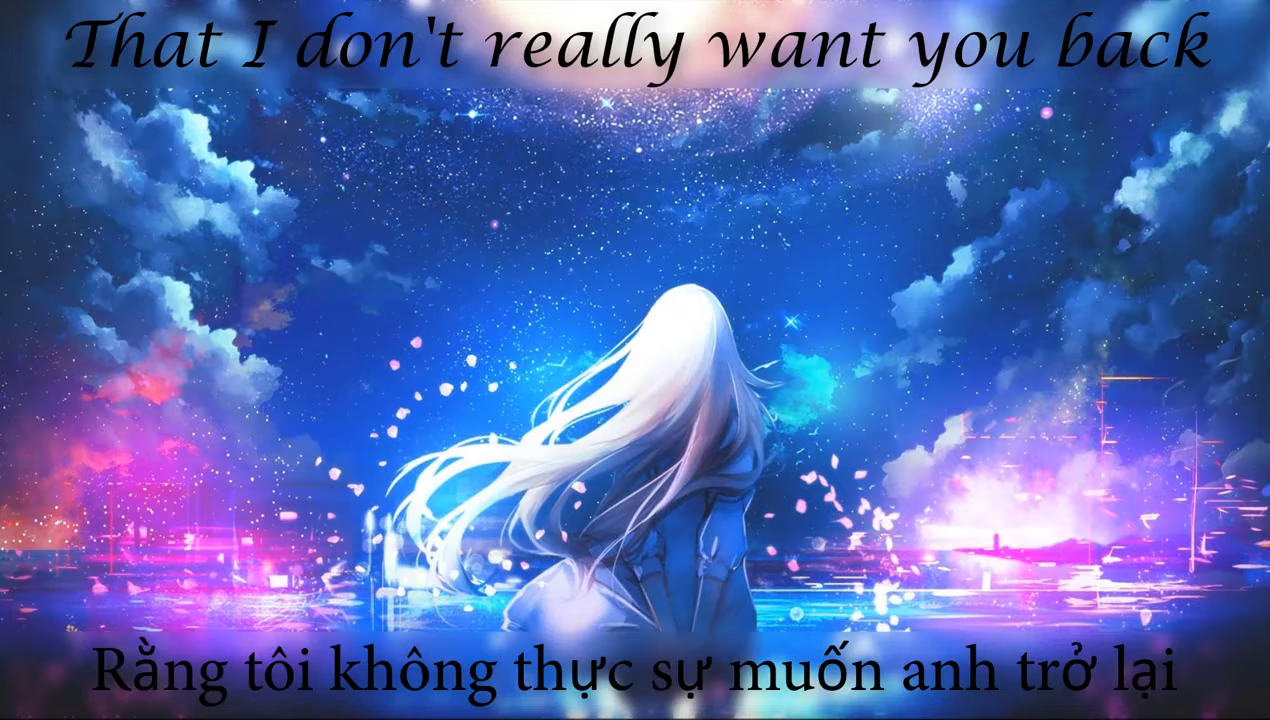 That I don't really want you back
Rằng tôi không thực sự muốn anh trở lại